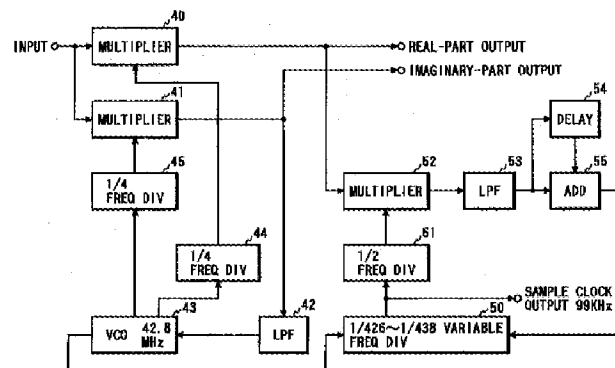 40
INPUT
MULTIPLIER
REAL-PART OUTPUT
IMAGINARY-PART OUTPUT
41
MULTIPLIER
54
DELAY
45
52
53
55
1/4
FREQ DIV
MULTIPLIER
LPF
ADD
44
61
1/4
FREQ DIV
1/2
FREQ DIV
SAMPLE CLOCK
OUTPUT 99KHz
43
42
50
VCO
42.8
MHz
LPF
1/426~1/438 VARIABLE
FREQ DIV